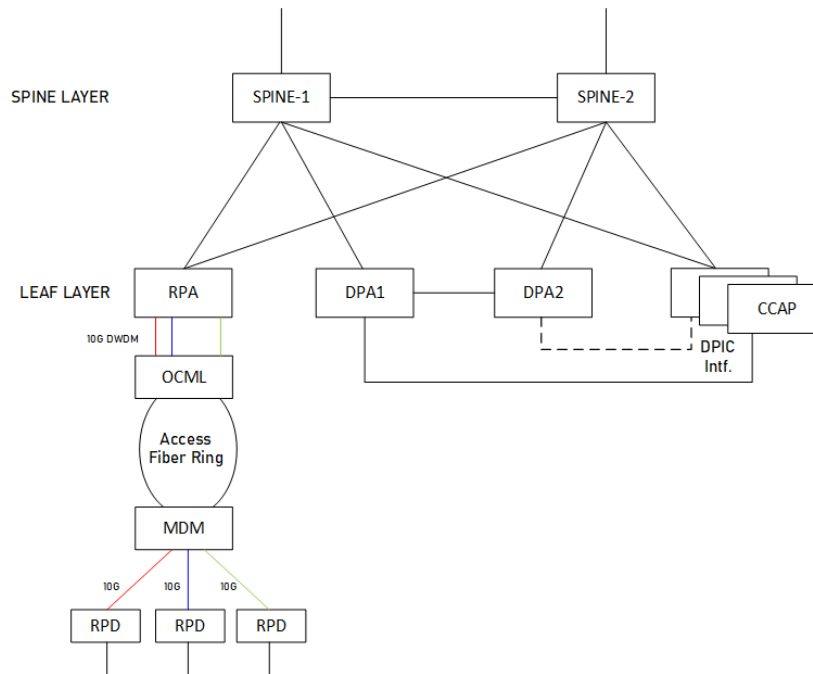 SPINE LAYER
SPINE-1
SPINE-2
LEAF LAYER
RPA
DPA1
DPA2
CCAP
10G DWDM
DPIC
Intf.
OCML
Access
Fiber Ring
MDM
10G
10G
10G
RPD
RPD
RPD